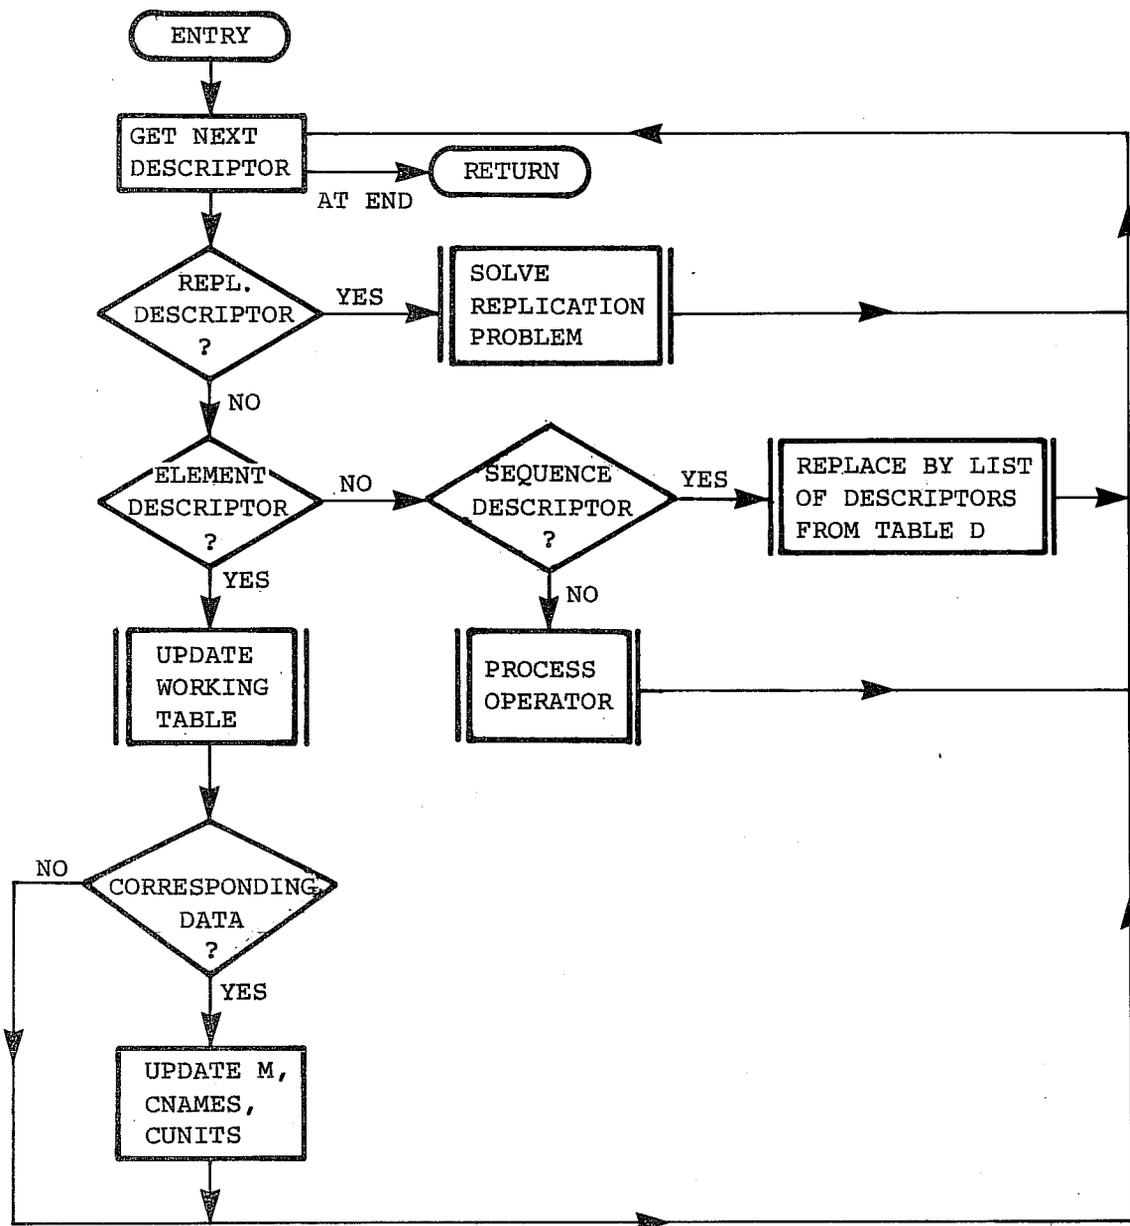 ENTRY
GET NEXT
DESCRIPTOR
RETURN
AT END
REPL.
DESCRIPTOR
?
YES
SOLVE
REPLICATION
PROBLEM
NO
ELEMENT
DESCRIPTOR
?
NO
SEQUENCE
DESCRIPTOR
?
YES
REPLACE BY LIST
OF DESCRIPTORS
FROM TABLE D
YES
NO
UPDATE
WORKING
TABLE
PROCESS
OPERATOR
NO
CORRESPONDING
DATA
?
YES
UPDATE M,
CNAMES,
CUNITS